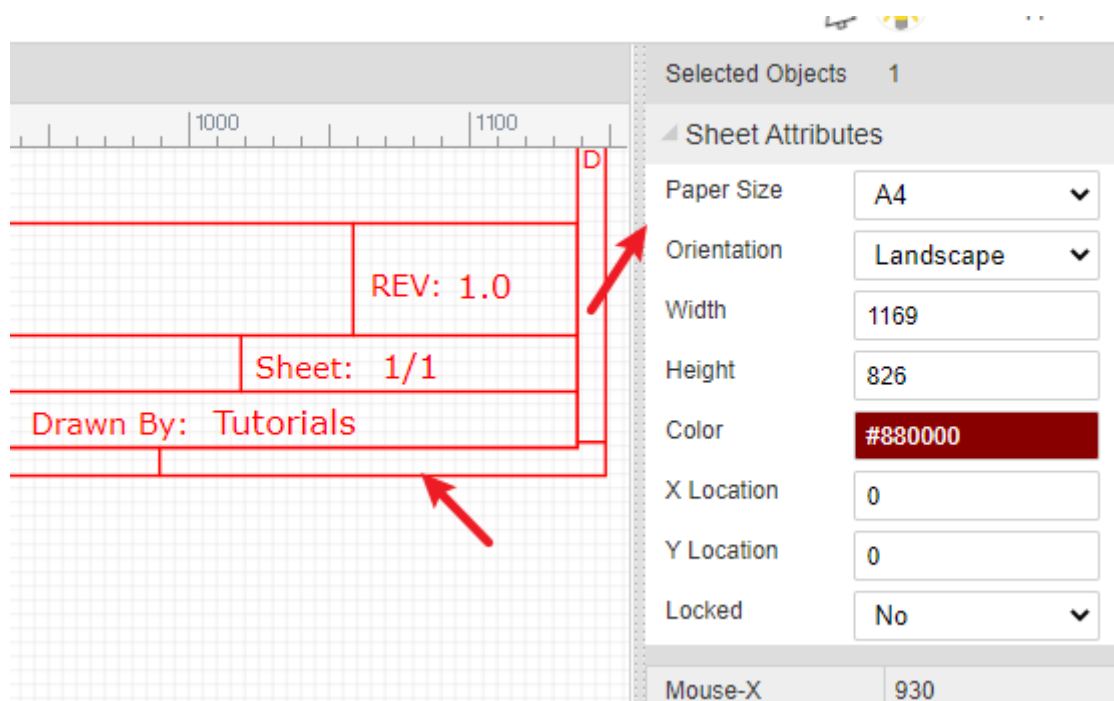 Selected Objects 1
1000 1100
Sheet Attributes
D
Paper Size A4
Orientation Landscape
REV: 1.0
Width 1169
Sheet: 1/1
Height 826
Drawn By: Tutorials
Color #880000
X Location 0
Y Location 0
Locked No
Mouse-X 930